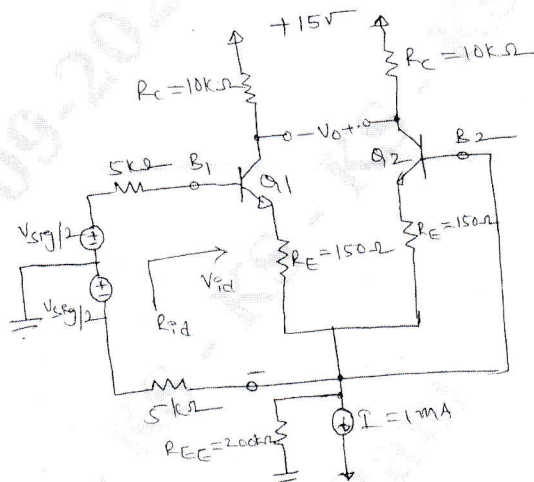 +15V
RC=10KΩ
RC=10KΩ
-Vo+
5KΩ
B1
Q1
Q2
B2
Vsig/2
Vsig/2
RE=150Ω
RE=150Ω
Vid
Rid
5KΩ
REE=200KΩ
I=1MA